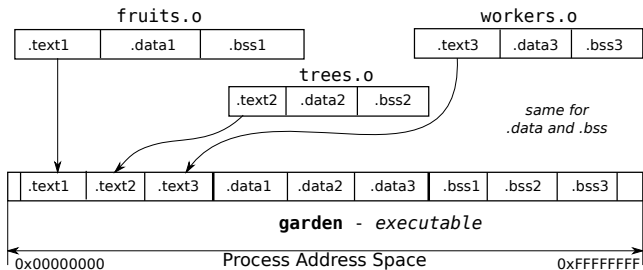 fruits.o
workers.o
.text1 .data1 .bss1
.text3 .data3 .bss3
trees.o
.text2 .data2 .bss2
same for
.data and .bss
.text1 .text2 .text3 .data1 .data2 .data3 .bss1 .bss2 .bss3
garden - executable
0x00000000 Process Address Space 0xFFFFFFFF